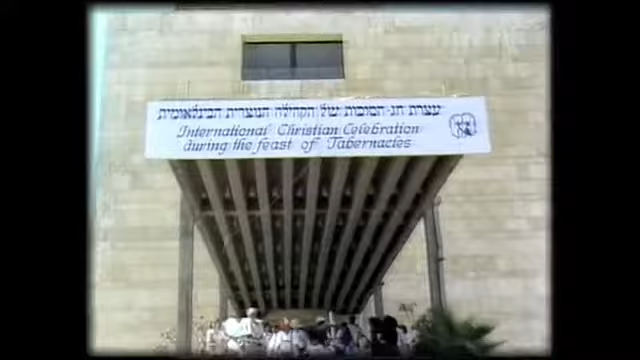 עצרת חג-הסוכות של הקהילה הנוצרית הבינלאומית
International Christian Celebration
during the feast of Tabernacles